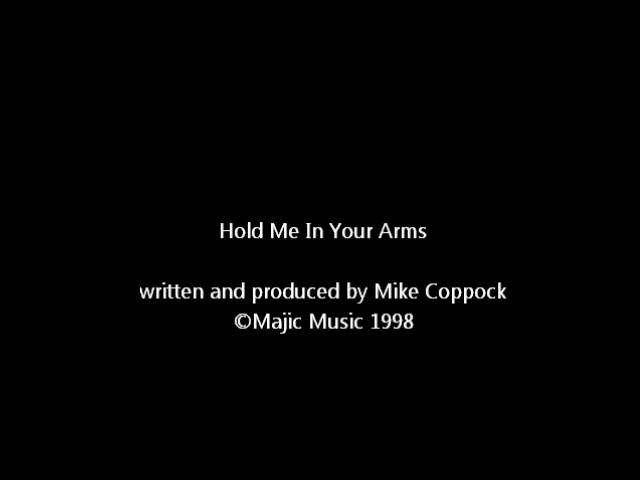 Hold Me In Your Arms
written and produced by Mike Coppock
©Majic Music 1998